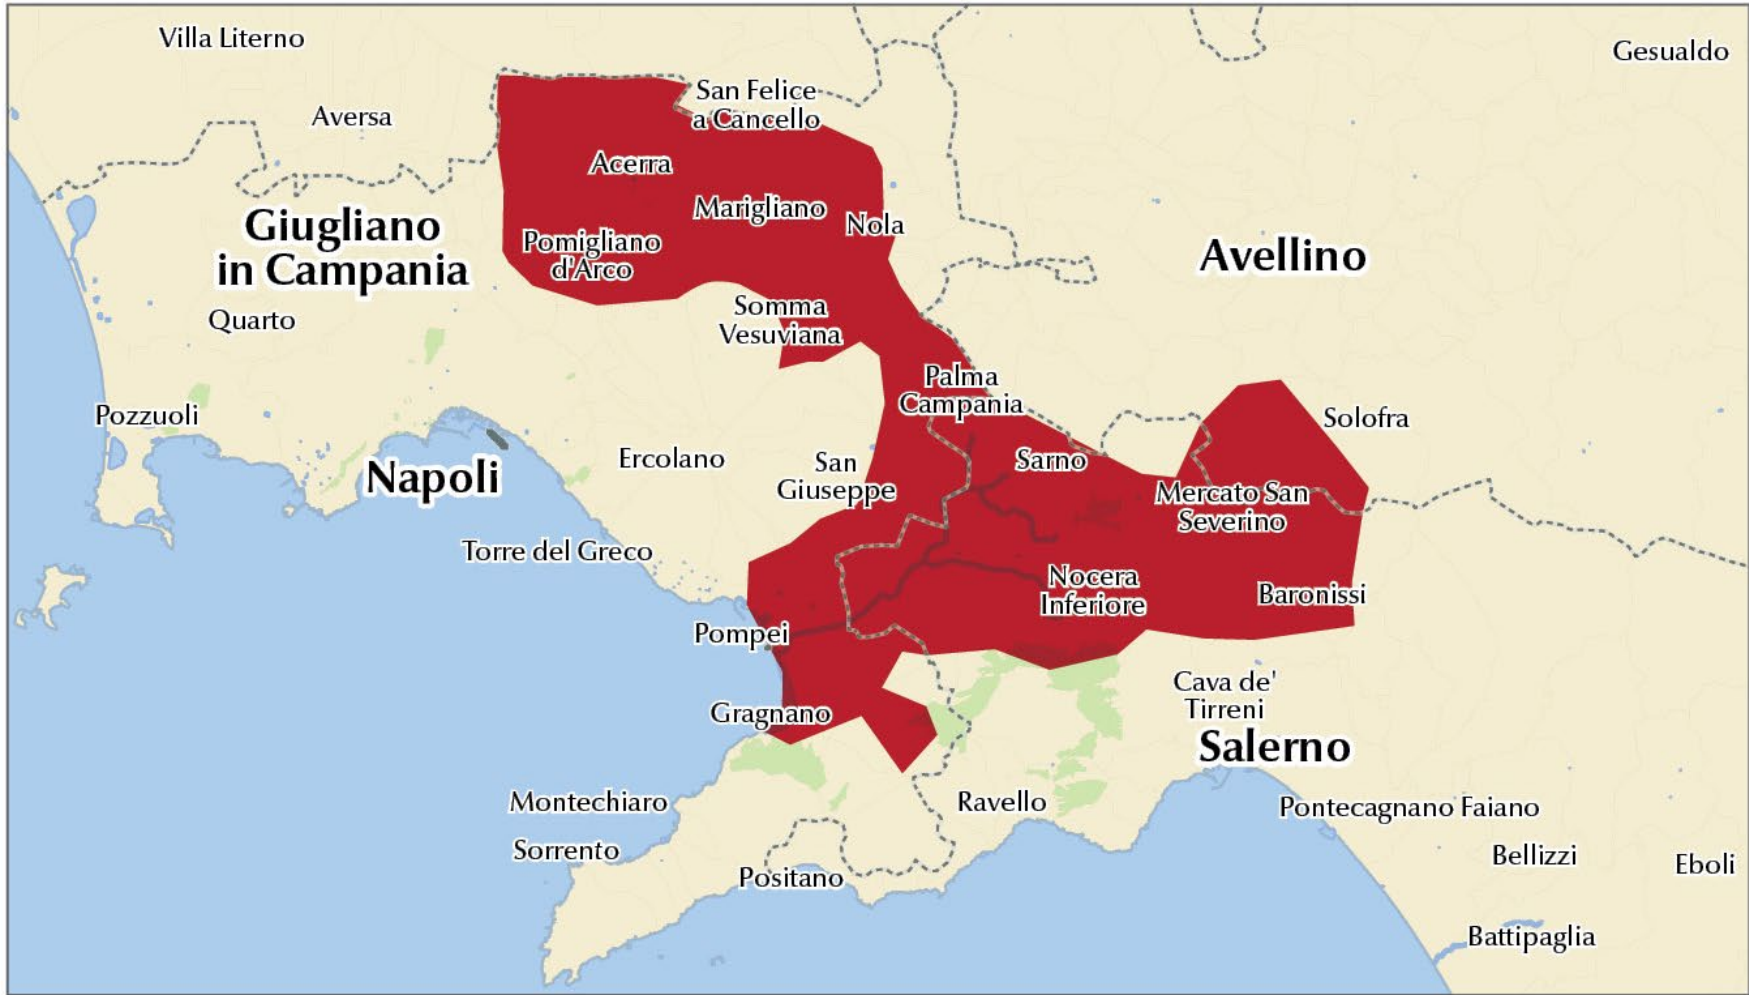 Villa Literno
Gesualdo
San Felice
a Cancello
Aversa
Acerra
Marigliano
Nola
Giugliano
in Campania
Pomigliano
d'Arco
Avellino
Quarto
Somma
Vesuviana
Palma
Campania
Pozzuoli
Solofra
Ercolano
Sarno
San
Giuseppe
Napoli
Mercato San
Severino
Torre del Greco
Nocera
Inferiore
Baronissi
Pompei
Cava de'
Tirreni
Gragnano
Salerno
Montechiaro
Ravello
Pontecagnano Faiano
Sorrento
Bellizzi
Eboli
Positano
Battipaglia